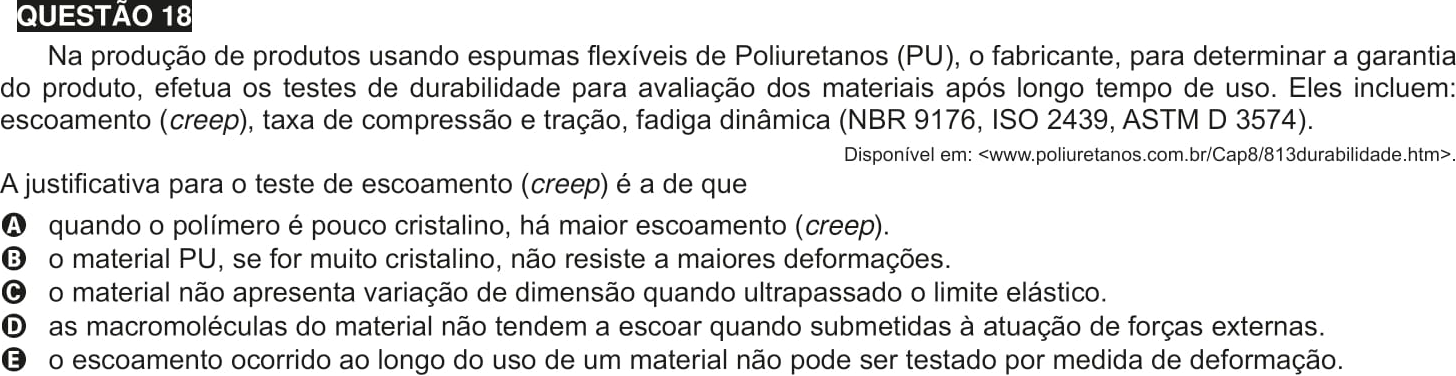 QUESTÃO 18
Na produção de produtos usando espumas flexíveis de Poliuretanos (PU), o fabricante, para determinar a garantia
do produto, efetua os testes de durabilidade para avaliação dos materiais após longo tempo de uso. Eles incluem:
escoamento (creep), taxa de compressão e tração, fadiga dinâmica (NBR 9176, ISO 2439, ASTM D 3574).
Disponível em: <www.poliuretanos.com.br/Cap8/813durabilidade.htm>.
A justificativa para o teste de escoamento (creep) é a de que
A quando o polímero é pouco cristalino, há maior escoamento (creep).
B o material PU, se for muito cristalino, não resiste a maiores deformações.
C o material não apresenta variação de dimensão quando ultrapassado o limite elástico.
D as macromoléculas do material não tendem a escoar quando submetidas à atuação de forças externas.
E o escoamento ocorrido ao longo do uso de um material não pode ser testado por medida de deformação.